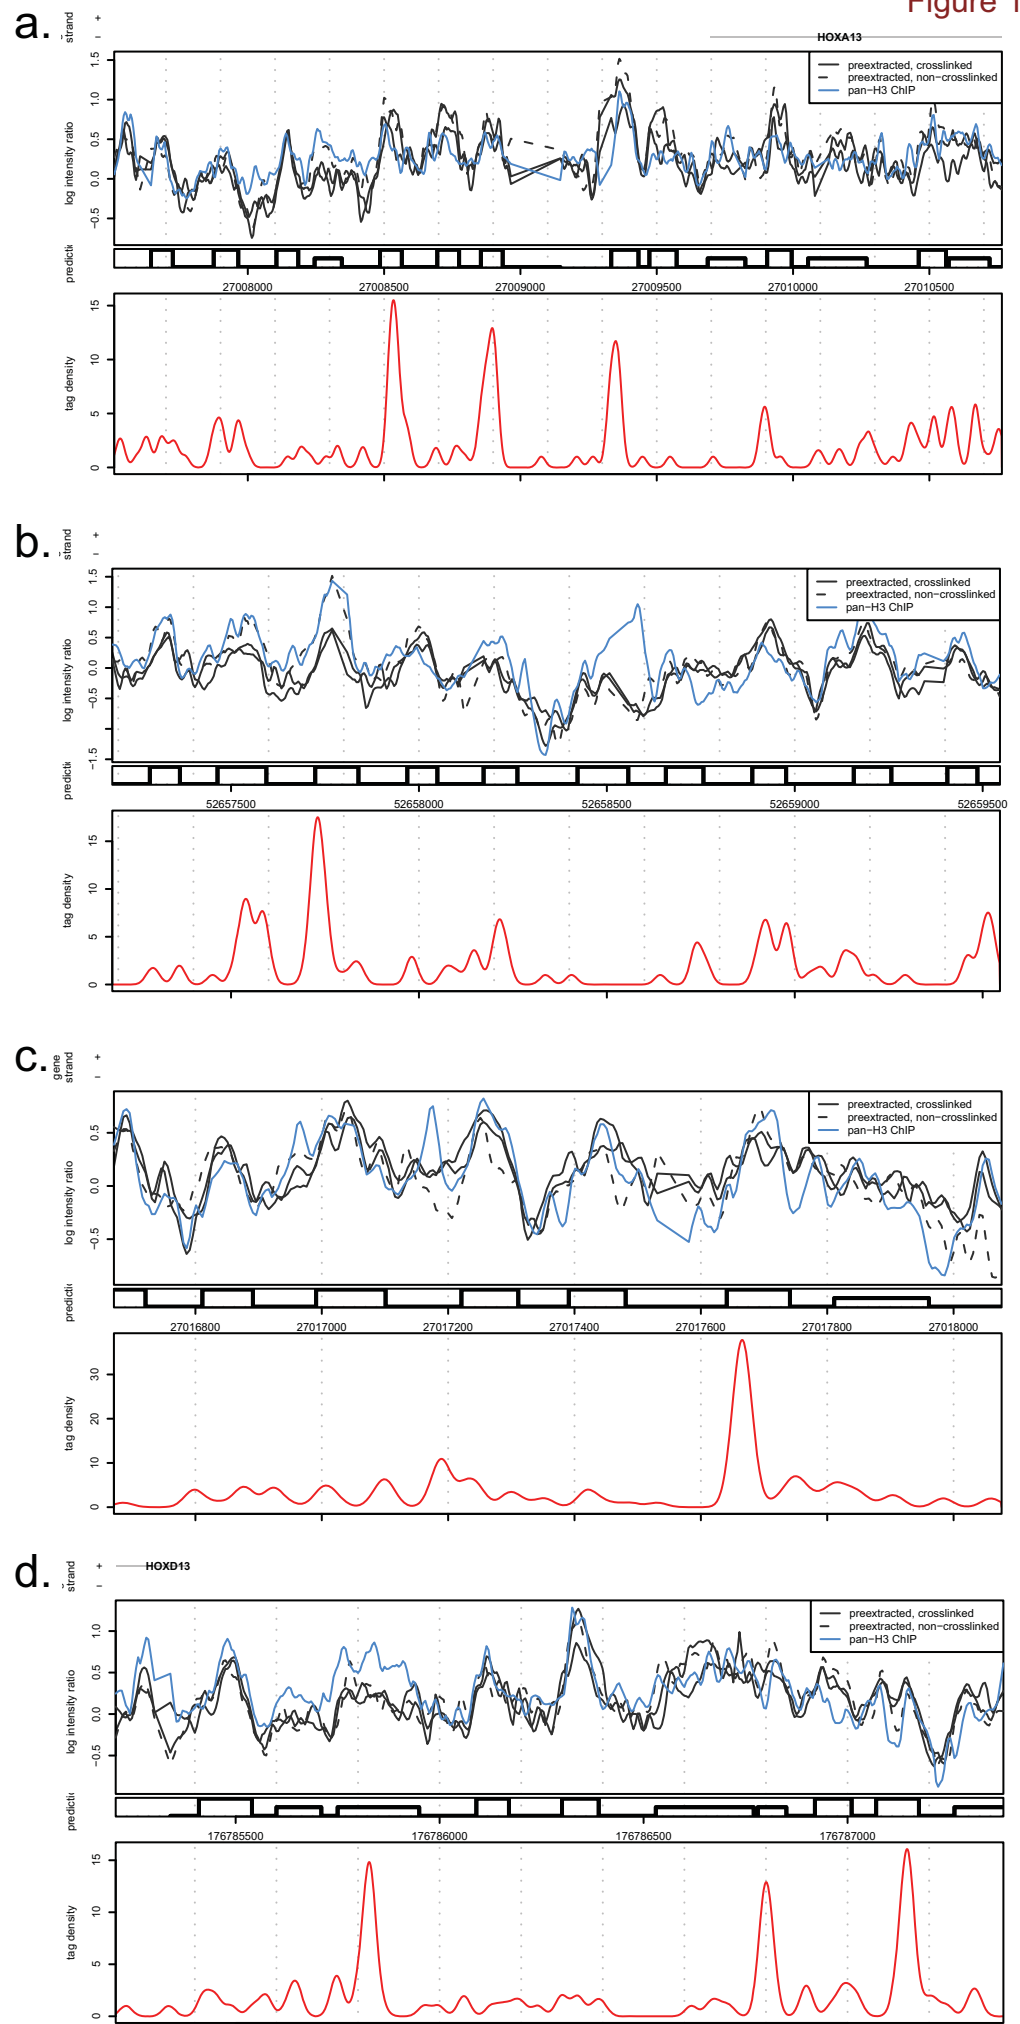 Figure 1
a.
strand
− +
HOXA13
preextracted, crosslinked
preextracted, non−crosslinked
pan−H3 ChIP
log intensity ratio
−0.5 0.0 0.5 1.0 1.5
27008000 27008500 27009000 27009500 27010000 27010500
tag density
0 5 10 15
b.
strand
− +
preextracted, crosslinked
preextracted, non−crosslinked
pan−H3 ChIP
log intensity ratio
−1.5 −0.5 0.0 0.5 1.0 1.5
52657500 52658000 52658500 52659000 52659500
tag density
0 5 10 15
c.
gene
strand
− +
preextracted, crosslinked
preextracted, non−crosslinked
pan−H3 ChIP
log intensity ratio
−0.5 0.0 0.5
27016800 27017000 27017200 27017400 27017600 27017800 27018000
tag density
0 10 20 30
d.
strand
− +
HOXD13
preextracted, crosslinked
preextracted, non−crosslinked
pan−H3 ChIP
log intensity ratio
−0.5 0.0 0.5 1.0
176785500 176786000 176786500 176787000
tag density
0 5 10 15